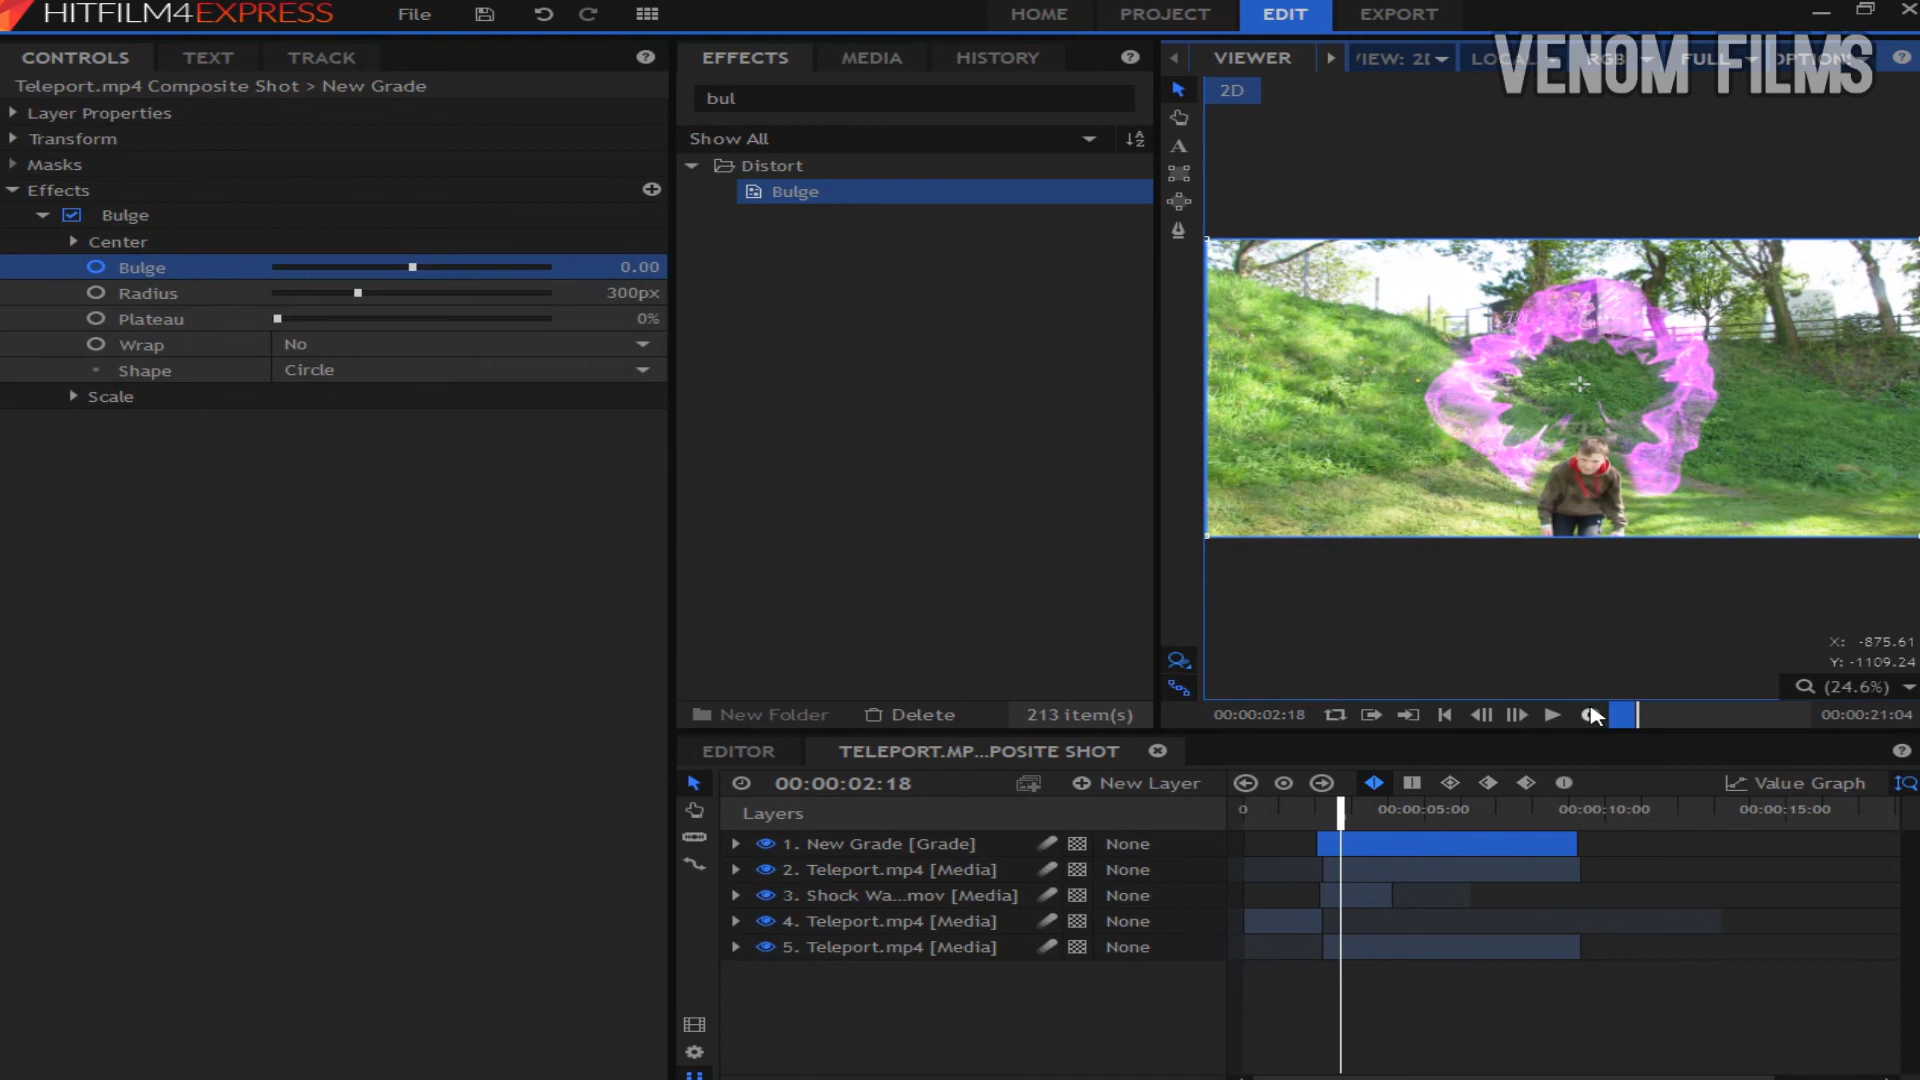 HITFILM4EXPRESS
File
HOME
PROJECT
EDIT
EXPORT
CONTROLS
TEXT
TRACK
Teleport.mp4 Composite Shot > New Grade
Layer Properties
Transform
Masks
Effects
Bulge
Center
Bulge 0.00
Radius 300px
Plateau 0%
Wrap No
Shape Circle
Scale
EFFECTS
MEDIA
HISTORY
bul
Show All
Distort
Bulge
New Folder
Delete
213 item(s)
VIEWER
FULL
VENOM FILMS
2D
X: -875.61
Y: -1109.24
(24.6%)
00:00:02:18
00:00:21:04
EDITOR
TELEPORT.MP...POSITE SHOT
00:00:02:18
New Layer
Value Graph
Layers
0
00:00:05:00
00:00:10:00
00:00:15:00
1. New Grade [Grade] None
2. Teleport.mp4 [Media] None
3. Shock Wa...mov [Media] None
4. Teleport.mp4 [Media] None
5. Teleport.mp4 [Media] None